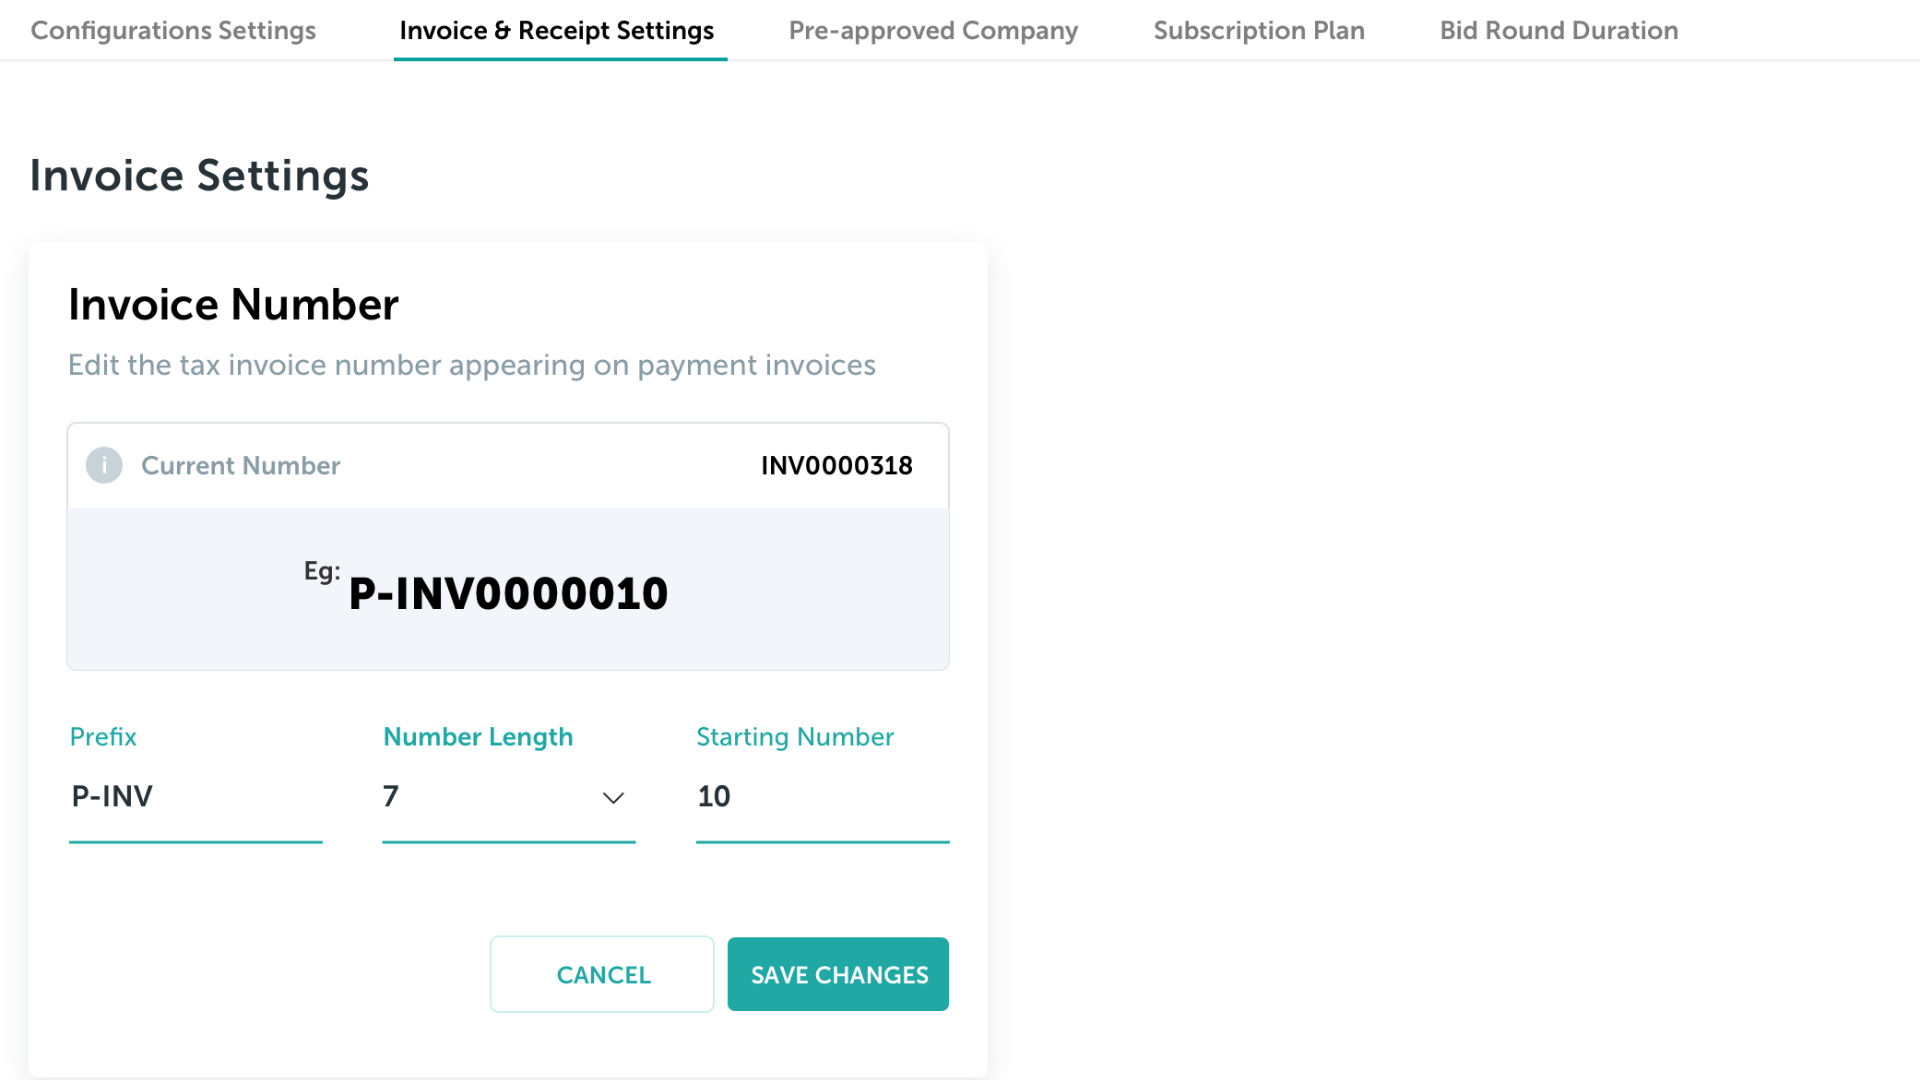 Configurations Settings Invoice & Receipt Settings Pre-approved Company Subscription Plan Bid Round Duration
Invoice Settings
Invoice Number
Edit the tax invoice number appearing on payment invoices
i Current Number INV0000318
Eg: P-INV0000010
Prefix Number Length Starting Number
P-INV 7 10
CANCEL SAVE CHANGES